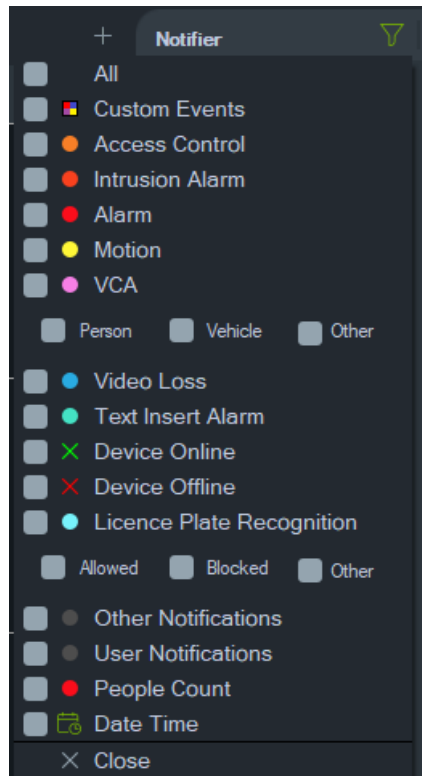 Notifier
All
Custom Events
Access Control
Intrusion Alarm
Alarm
Motion
VCA
Person Vehicle Other
Video Loss
Text Insert Alarm
Device Online
Device Offline
Licence Plate Recognition
Allowed Blocked Other
Other Notifications
User Notifications
People Count
Date Time
Close